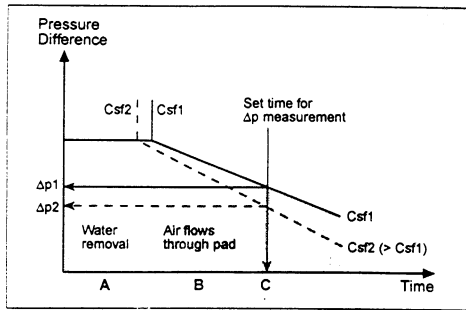 Pressure
Difference
Csf2
Csf1
Set time for
Δp measurement
Δp1
Δp2
Csf1
Csf2 (> Csf1)
Water
removal
Air flows
through pad
A
B
C
Time